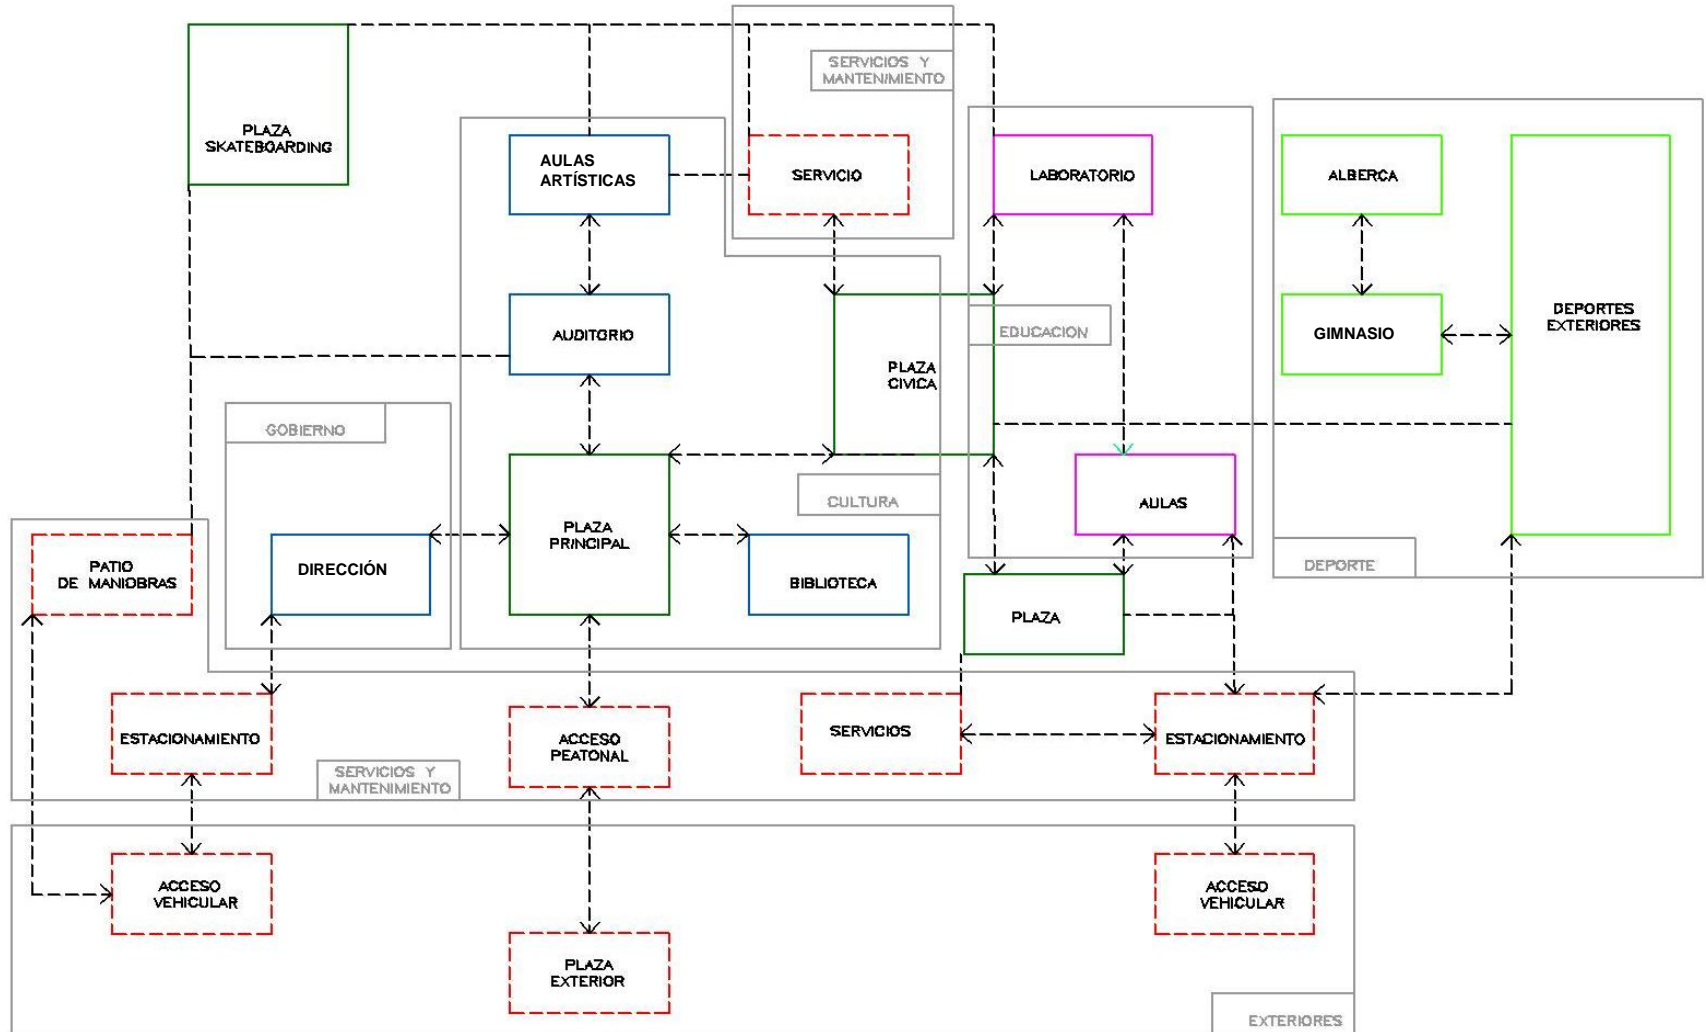 SERVICIOS Y
MANTENIMIENTO
PLAZA
SKATEBOARDING
AULAS
ARTÍSTICAS
SERVICIO
LABORATORIO
ALBERCA
AUDITORIO
EDUCACION
GIMNASIO
DEPORTES
EXTERIORES
PLAZA
CIVICA
GOBIERNO
CULTURA
AULAS
PLAZA
PRINCIPAL
PATIO
DE MANIOBRAS
DIRECCIÓN
BIBLIOTECA
DEPORTE
PLAZA
ESTACIONAMIENTO
ACCESO
PEATONAL
SERVICIOS
ESTACIONAMIENTO
SERVICIOS Y
MANTENIMIENTO
ACCESO
VEHICULAR
ACCESO
VEHICULAR
PLAZA
EXTERIOR
EXTERIORES